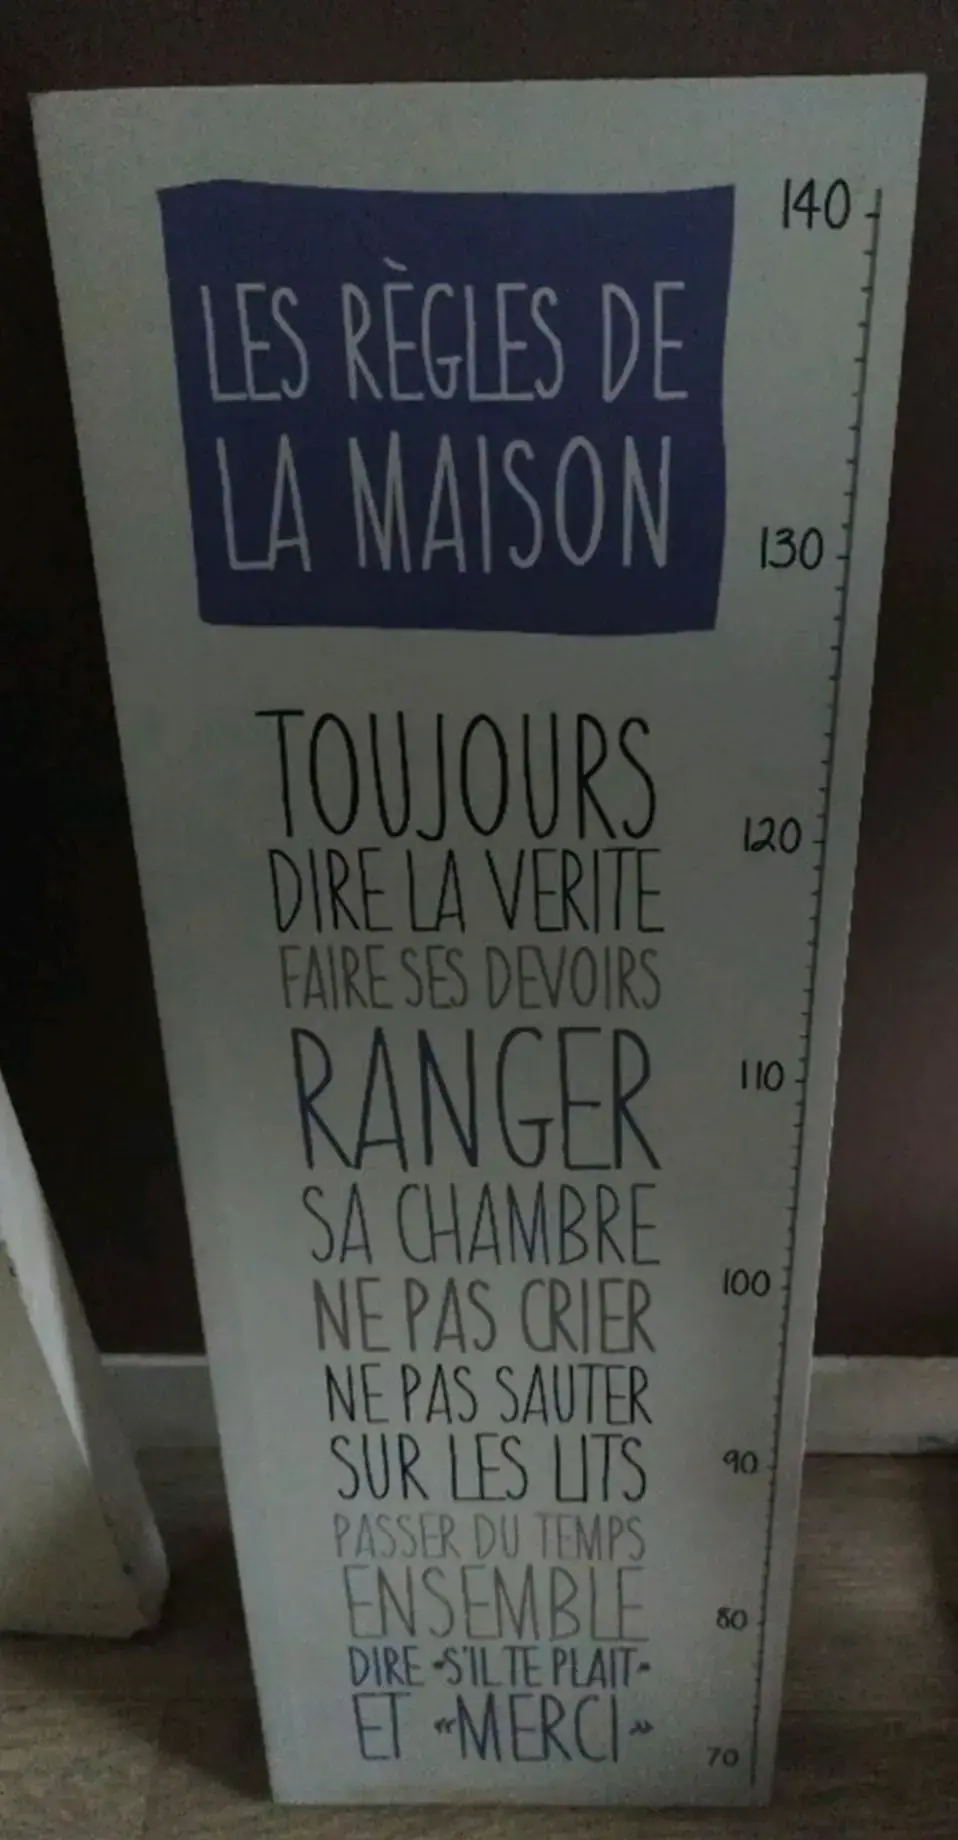 LES RÈGLES DE
LA MAISON
TOUJOURS
DIRE LA VERITE
FAIRE SES DEVOIRS
RANGER
SA CHAMBRE
NE PAS CRIER
NE PAS SAUTER
SUR LES LITS
PASSER DU TEMPS
ENSEMBLE
DIRE «S'IL TE PLAIT»
ET «MERCI»
140
130
120
110
100
90
80
70